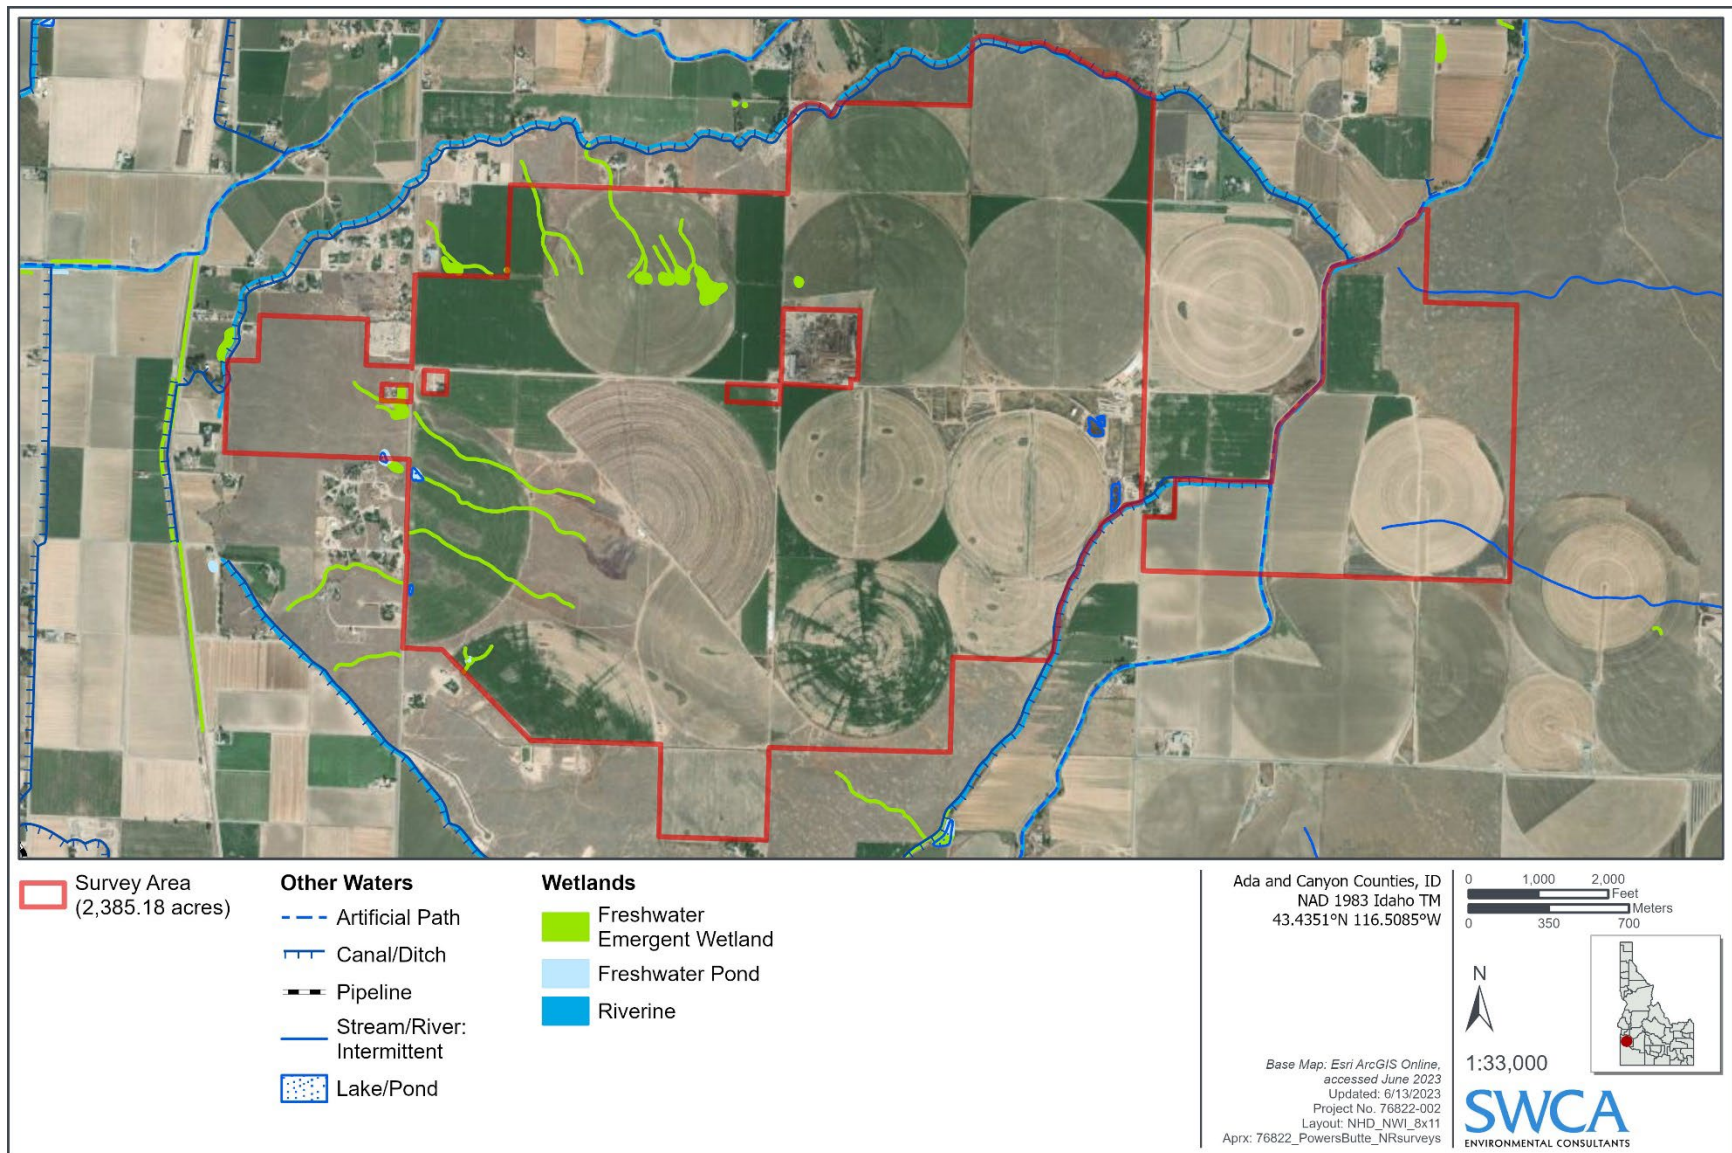 Survey Area
(2,385.18 acres)
Other Waters
Artificial Path
Canal/Ditch
Pipeline
Stream/River:
Intermittent
Lake/Pond
Wetlands
Freshwater
Emergent Wetland
Freshwater Pond
Riverine
Ada and Canyon Counties, ID
NAD 1983 Idaho TM
43.4351°N 116.5085°W
Base Map: Esri ArcGIS Online,
accessed June 2023
Updated: 6/13/2023
Project No. 76822-002
Layout: NHD_NWI_8x11
Aprx: 76822_PowersButte_NRsurveys
0 1,000 2,000
Feet
Meters
0 350 700
N
1:33,000
SWCA
ENVIRONMENTAL CONSULTANTS